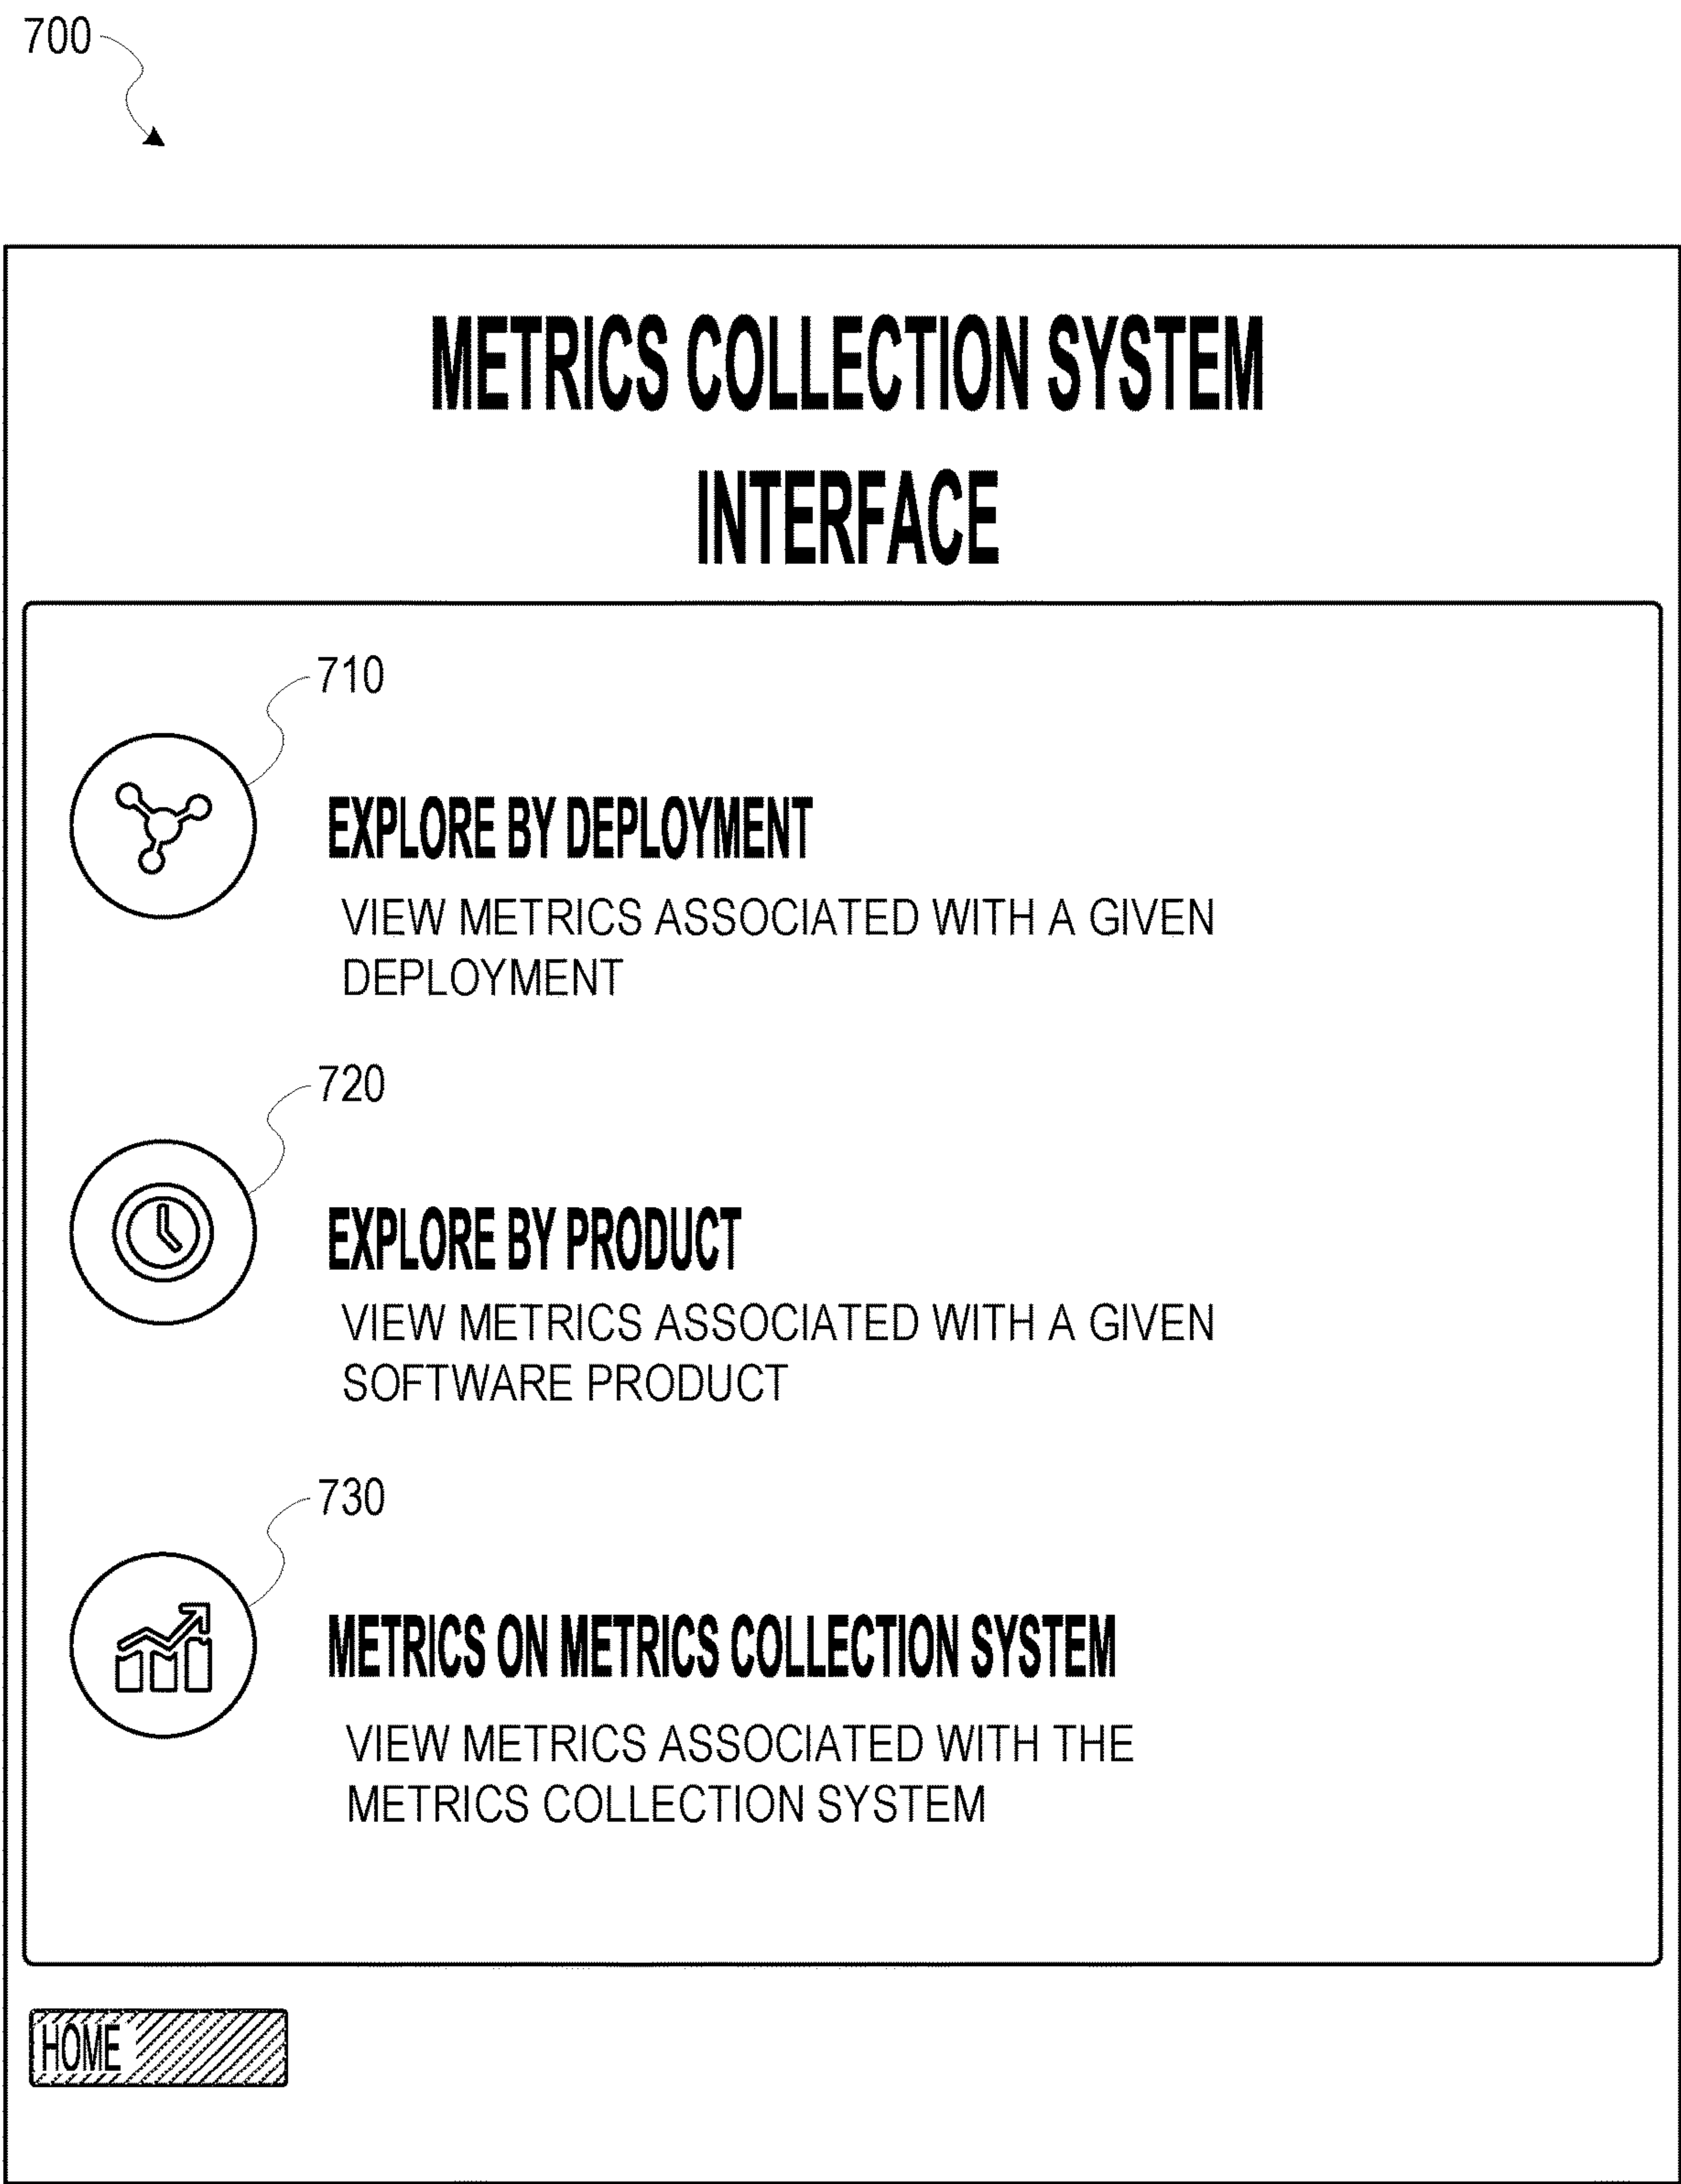 700
METRICS COLLECTION SYSTEM
INTERFACE
710
EXPLORE BY DEPLOYMENT
VIEW METRICS ASSOCIATED WITH A GIVEN
DEPLOYMENT
720
EXPLORE BY PRODUCT
VIEW METRICS ASSOCIATED WITH A GIVEN
SOFTWARE PRODUCT
730
METRICS ON METRICS COLLECTION SYSTEM
VIEW METRICS ASSOCIATED WITH THE
METRICS COLLECTION SYSTEM
HOME